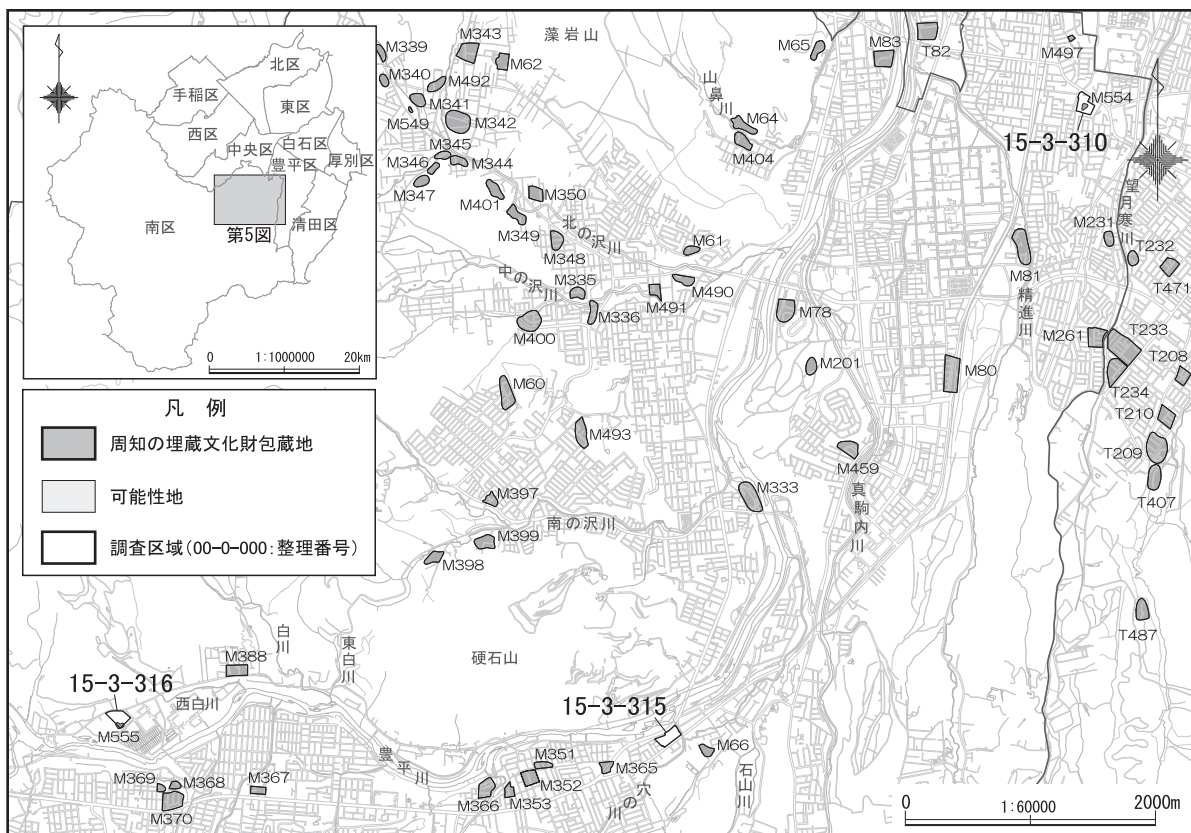 北区
手稲区
東区
西区
中央区
白石区
厚別区
豊平区
南区
清田区
第5図
0 1:1000000 20km
凡 例
周知の埋蔵文化財包蔵地
可能性地
調査区域(00-0-000:整理番号)
M339
M343
藻岩山
M65
M83
T82
M497
M340
M492
M62
山鼻川
M554
M341
M549
M342
M64
15-3-310
M345
M404
M346
M344
M347
M401
M350
望月寒川
M349
北の沢川
M231
M348
M61
T232
中の沢川
M335
M490
M81
T471
M336
M491
精進川
M400
M78
M261
T233
M201
T208
M60
M80
T234
T210
M493
T209
M459
M397
M333
真駒内川
T407
南の沢川
M399
M398
白川
東白川
T487
M388
硬石山
15-3-316
西白川
15-3-315
M555
豊平川
M351
M66
M369
M368
M367
M365
M352
石山川
M366
M353
穴の川
M370
0 1:60000 2000m